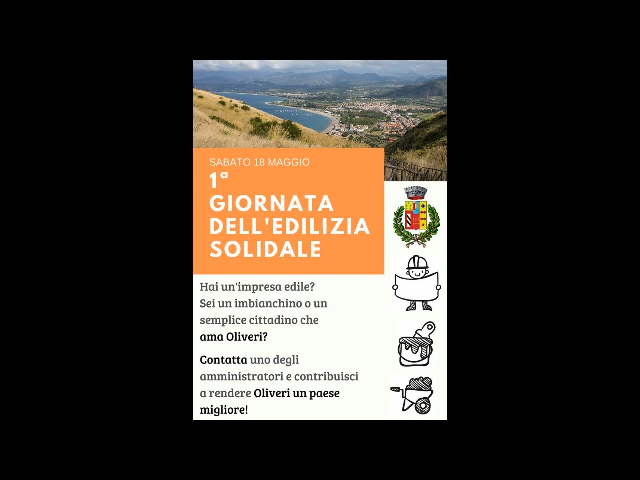 SABATO 18 MAGGIO
1ª
GIORNATA
DELL'EDILIZIA
SOLIDALE
Hai un'impresa edile?
Sei un imbianchino o un
semplice cittadino che
ama Oliveri?
Contatta uno degli
amministratori e contribuisci
a rendere Oliveri un paese
migliore!